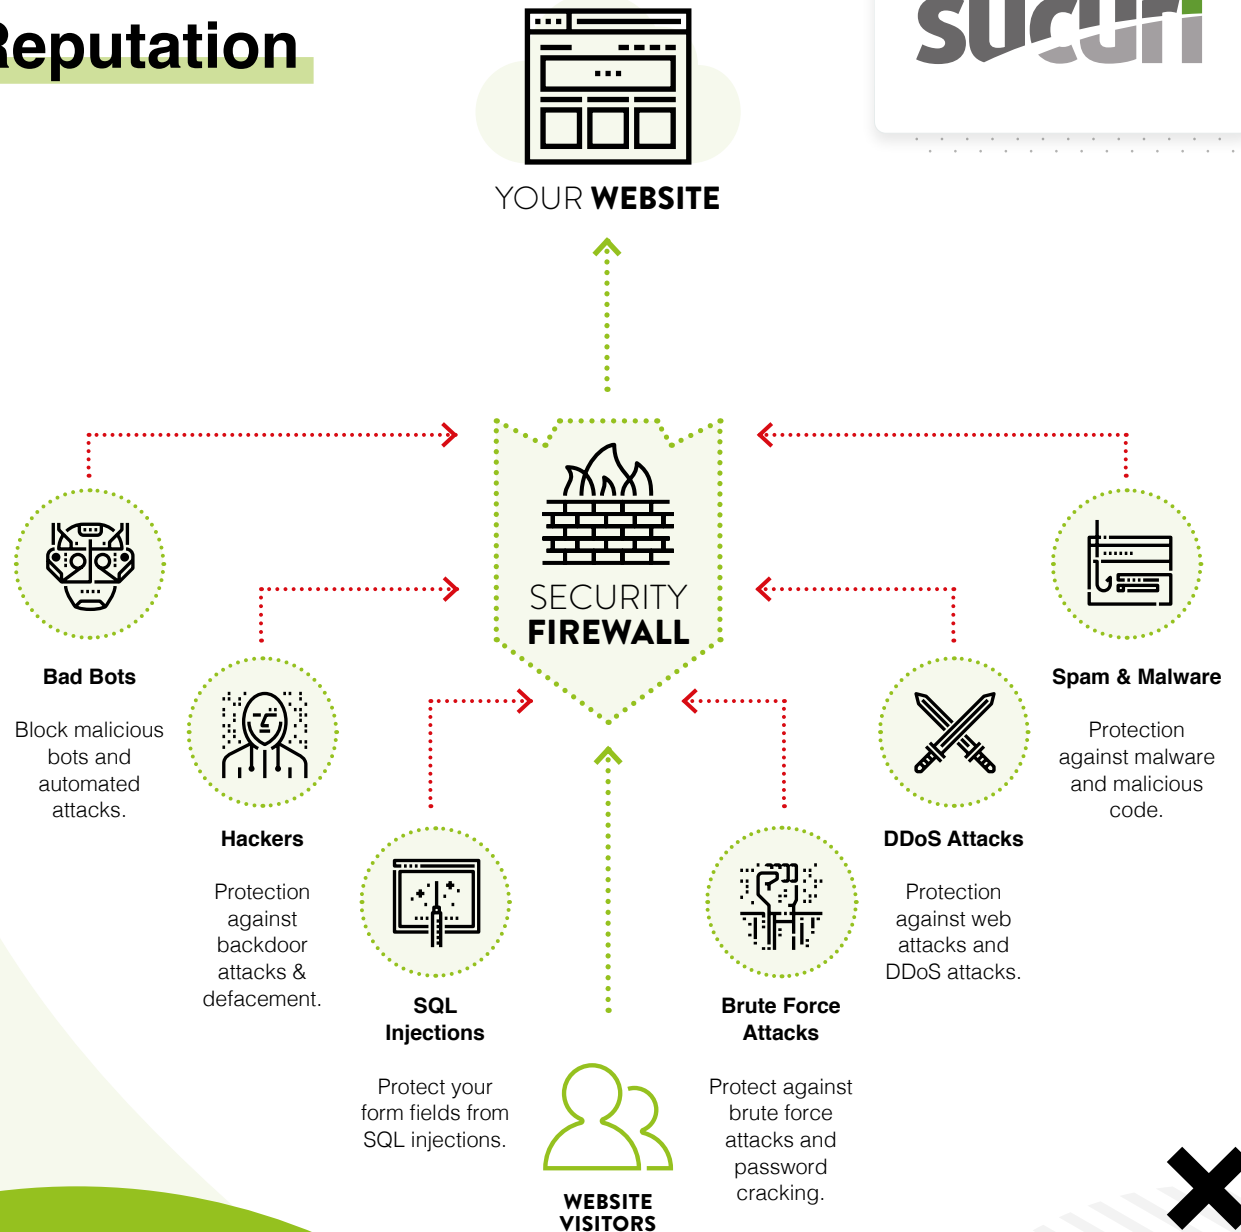 Reputation
sucuri
YOUR WEBSITE
SECURITY
FIREWALL
Bad Bots
Block malicious
bots and
automated
attacks.
Hackers
Protection
against
backdoor
attacks &
defacement.
SQL
Injections
Protect your
form fields from
SQL injections.
WEBSITE
VISITORS
Brute Force
Attacks
Protect against
brute force
attacks and
password
cracking.
DDoS Attacks
Protection
against web
attacks and
DDoS attacks.
Spam & Malware
Protection
against malware
and malicious
code.